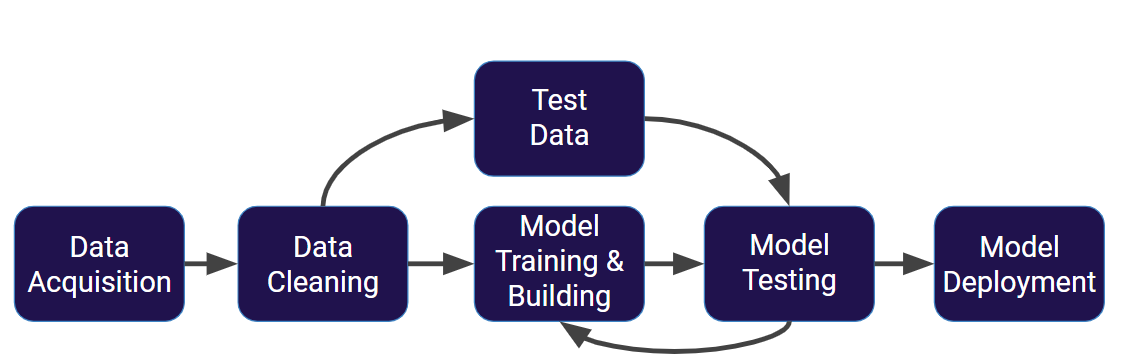 Test
Data
Data
Acquisition
Data
Cleaning
Model
Training &
Building
Model
Testing
Model
Deployment